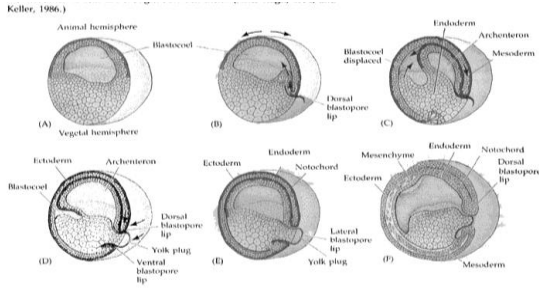 Keller, 1986.)
Animal hemisphere
Blastocoel
(A)
Vegetal hemisphere
(B)
Dorsal
blastopore
lip
Endoderm
Archenteron
Blastocoel
displaced
Mesoderm
(C)
Ectoderm
Archenteron
Blastocoel
Dorsal
blastopore
lip
Yolk plug
(D)
Ventral
blastopore
lip
Ectoderm
Endoderm
Notochord
Lateral
blastopore
lip
(E)
Yolk plug
Mesenchyme
Endoderm
Notochord
Dorsal
blastopore
lip
Ectoderm
(F)
Mesoderm